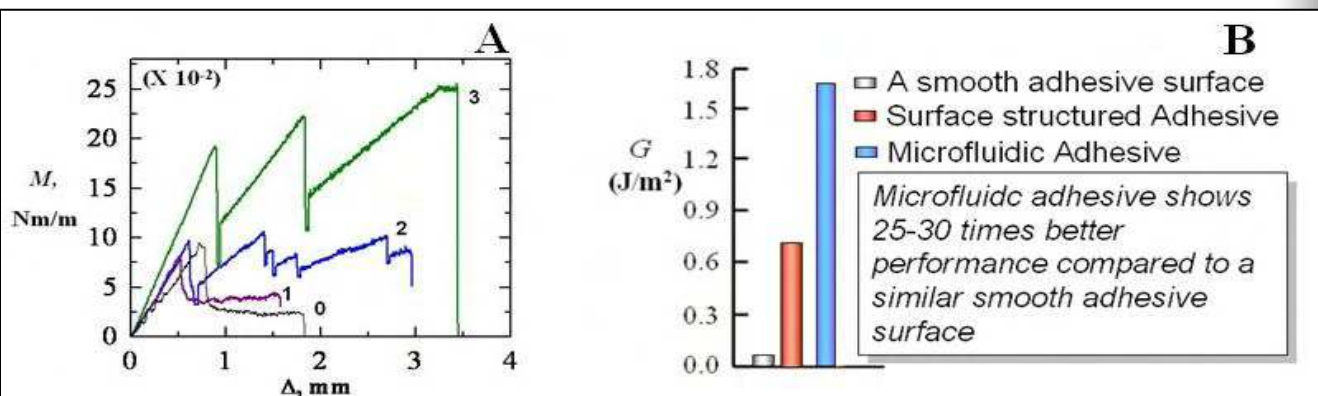 A
(X 10-2)
25
20
15
10
5
0
M,
Nm/m
3
2
1
0
0
1
2
3
4
Δ, mm
B
1.8
1.5
1.2
0.9
0.6
0.3
0.0
G
(J/m²)
A smooth adhesive surface
Surface structured Adhesive
Microfluidic Adhesive
Microfluidc adhesive shows
25-30 times better
performance compared to a
similar smooth adhesive
surface